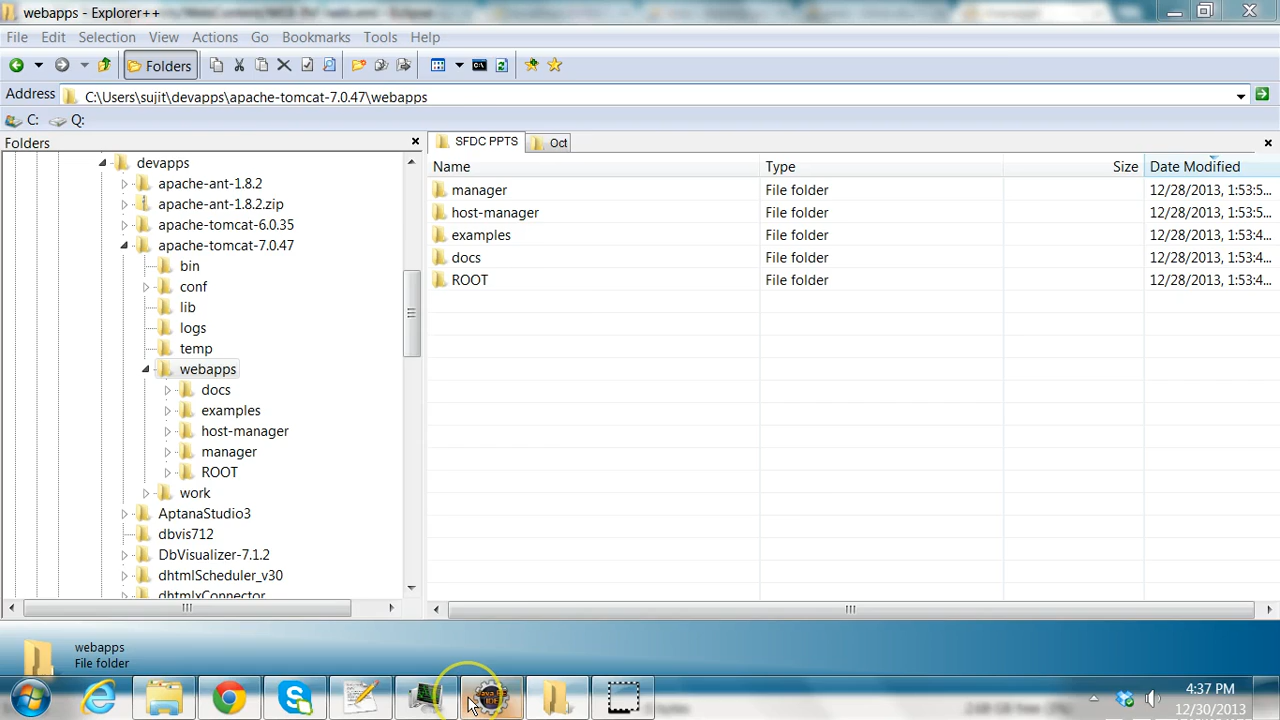 webapps - Explorer++
File Edit Selection View Actions Go Bookmarks Tools Help
Folders
Address C:\Users\sujit\devapps\apache-tomcat-7.0.47\webapps
C: Q:
Folders
SFDC PPTS Oct
Name Type Size Date Modified
manager File folder 12/28/2013, 1:53:5...
host-manager File folder 12/28/2013, 1:53:5...
examples File folder 12/28/2013, 1:53:4...
docs File folder 12/28/2013, 1:53:4...
ROOT File folder 12/28/2013, 1:53:4...
devapps
apache-ant-1.8.2
apache-ant-1.8.2.zip
apache-tomcat-6.0.35
apache-tomcat-7.0.47
bin
conf
lib
logs
temp
webapps
docs
examples
host-manager
manager
ROOT
work
AptanaStudio3
dbvis712
DbVisualizer-7.1.2
dhtmlScheduler_v30
dhtmlxConnector
webapps
File folder
4:37 PM
12/30/2013